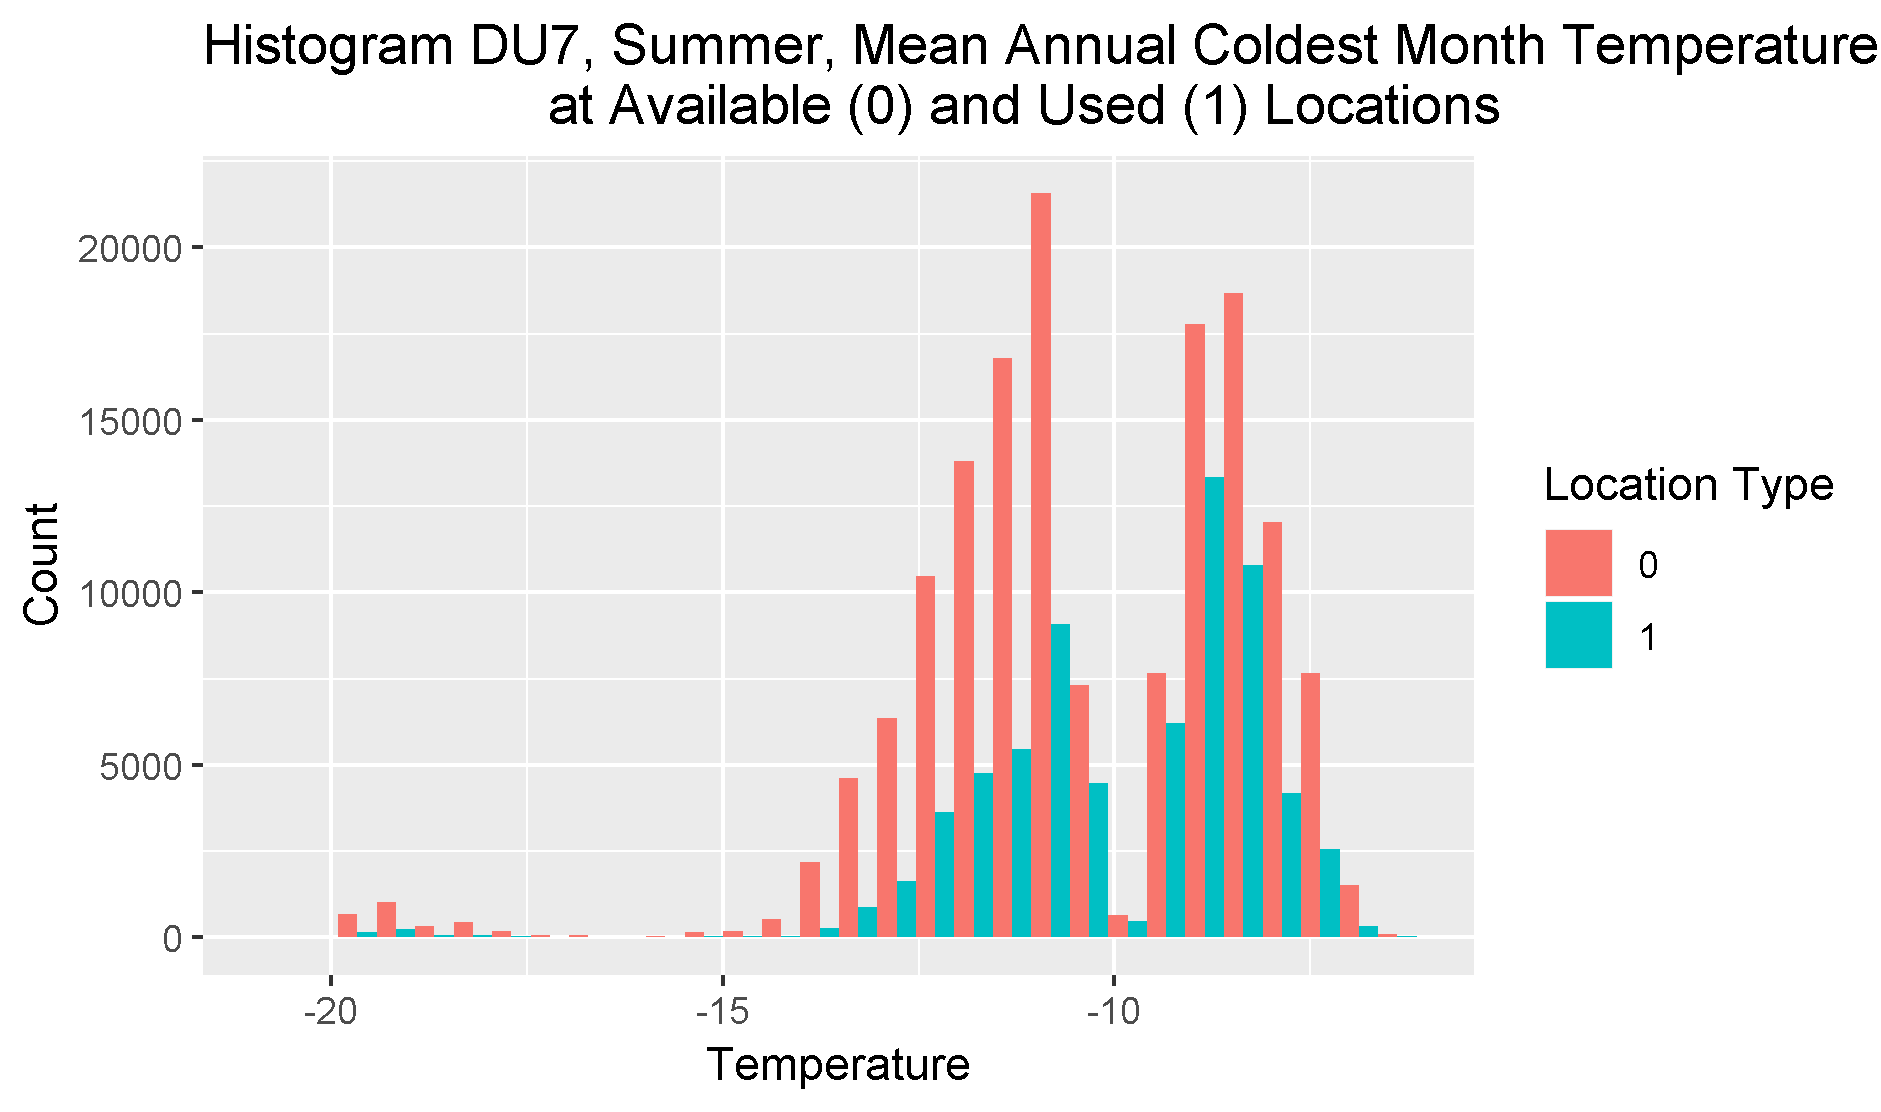 Histogram DU7, Summer, Mean Annual Coldest Month Temperature
at Available (0) and Used (1) Locations
Count
20000
15000
10000
5000
0
-20
-15
-10
Temperature
Location Type
0
1